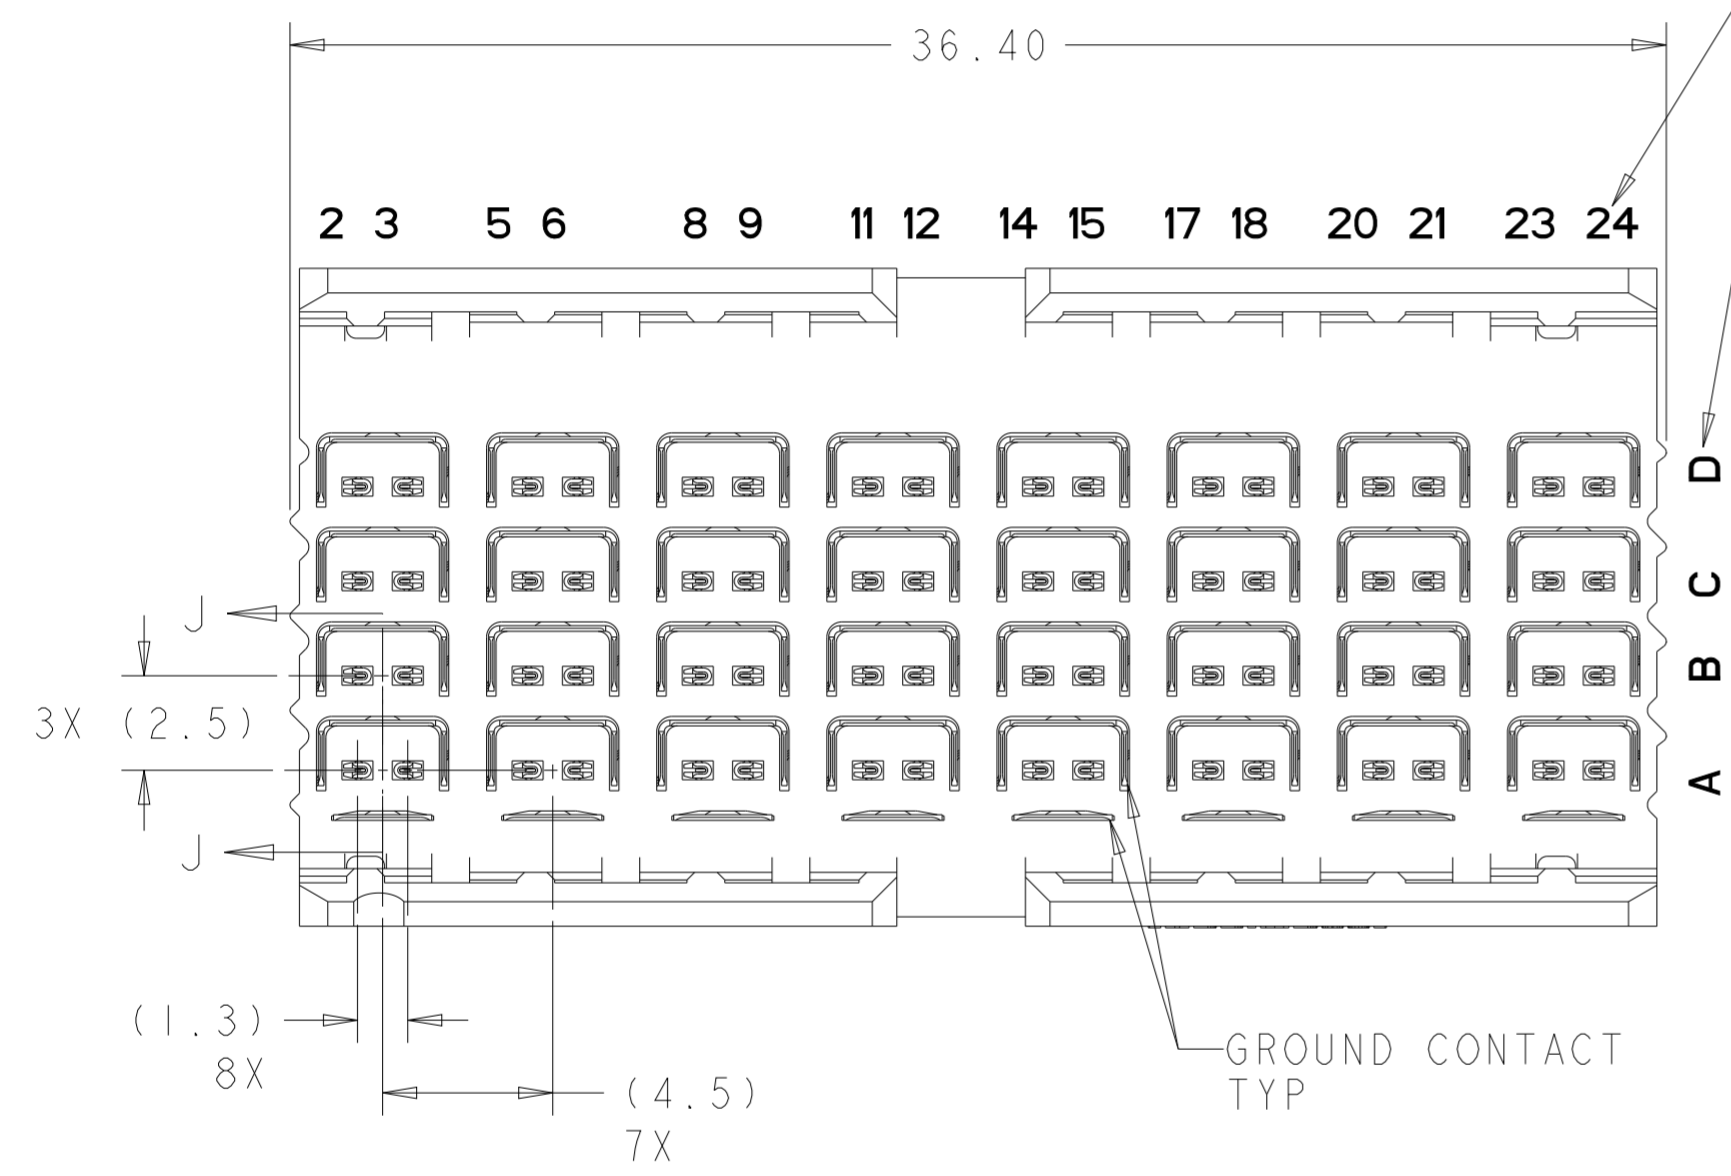 36.40
2 3 5 6 8 9 11 12 14 15 17 18 20 21 23 24
D
C
J
B
3X (2.5)
A
J
(1.3)
8X
GROUND CONTACT
TYP
(4.5)
7X